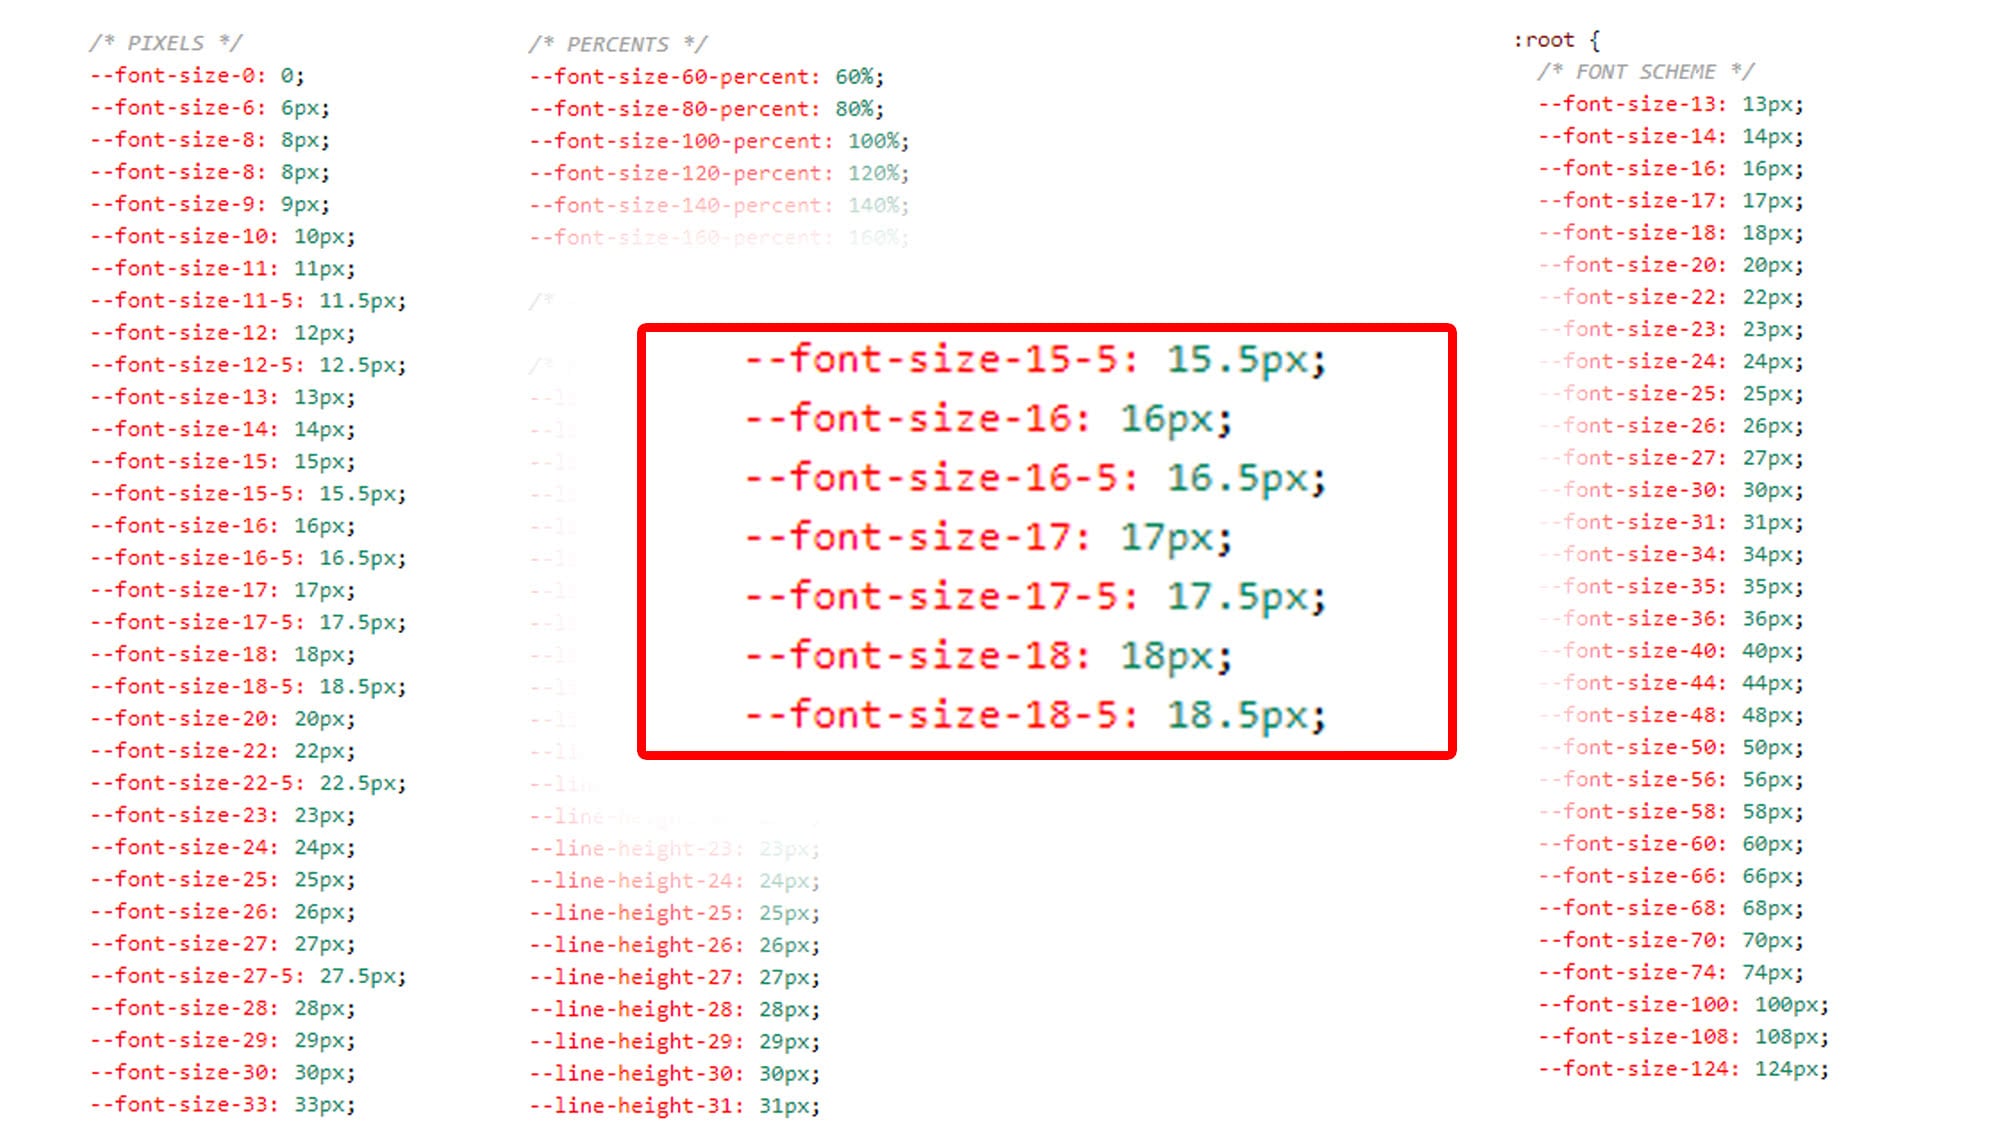 /* PIXELS */
--font-size-0: 0;
--font-size-6: 6px;
--font-size-8: 8px;
--font-size-8: 8px;
--font-size-9: 9px;
--font-size-10: 10px;
--font-size-11: 11px;
--font-size-11-5: 11.5px;
--font-size-12: 12px;
--font-size-12-5: 12.5px;
--font-size-13: 13px;
--font-size-14: 14px;
--font-size-15: 15px;
--font-size-15-5: 15.5px;
--font-size-16: 16px;
--font-size-16-5: 16.5px;
--font-size-17: 17px;
--font-size-17-5: 17.5px;
--font-size-18: 18px;
--font-size-18-5: 18.5px;
--font-size-20: 20px;
--font-size-22: 22px;
--font-size-22-5: 22.5px;
--font-size-23: 23px;
--font-size-24: 24px;
--font-size-25: 25px;
--font-size-26: 26px;
--font-size-27: 27px;
--font-size-27-5: 27.5px;
--font-size-28: 28px;
--font-size-29: 29px;
--font-size-30: 30px;
--font-size-33: 33px;
/* PERCENTS */
--font-size-60-percent: 60%;
--font-size-80-percent: 80%;
--font-size-100-percent: 100%;
--font-size-120-percent: 120%;
--font-size-140-percent: 140%;
--font-size-160-percent: 160%;
/*
/*
--line-height-23: 23px;
--line-height-24: 24px;
--line-height-25: 25px;
--line-height-26: 26px;
--line-height-27: 27px;
--line-height-28: 28px;
--line-height-29: 29px;
--line-height-30: 30px;
--line-height-31: 31px;
--font-size-15-5: 15.5px;
--font-size-16: 16px;
--font-size-16-5: 16.5px;
--font-size-17: 17px;
--font-size-17-5: 17.5px;
--font-size-18: 18px;
--font-size-18-5: 18.5px;
:root {
/* FONT SCHEME */
--font-size-13: 13px;
--font-size-14: 14px;
--font-size-16: 16px;
--font-size-17: 17px;
--font-size-18: 18px;
--font-size-20: 20px;
--font-size-22: 22px;
--font-size-23: 23px;
--font-size-24: 24px;
--font-size-25: 25px;
--font-size-26: 26px;
--font-size-27: 27px;
--font-size-30: 30px;
--font-size-31: 31px;
--font-size-34: 34px;
--font-size-35: 35px;
--font-size-36: 36px;
--font-size-40: 40px;
--font-size-44: 44px;
--font-size-48: 48px;
--font-size-50: 50px;
--font-size-56: 56px;
--font-size-58: 58px;
--font-size-60: 60px;
--font-size-66: 66px;
--font-size-68: 68px;
--font-size-70: 70px;
--font-size-74: 74px;
--font-size-100: 100px;
--font-size-108: 108px;
--font-size-124: 124px;